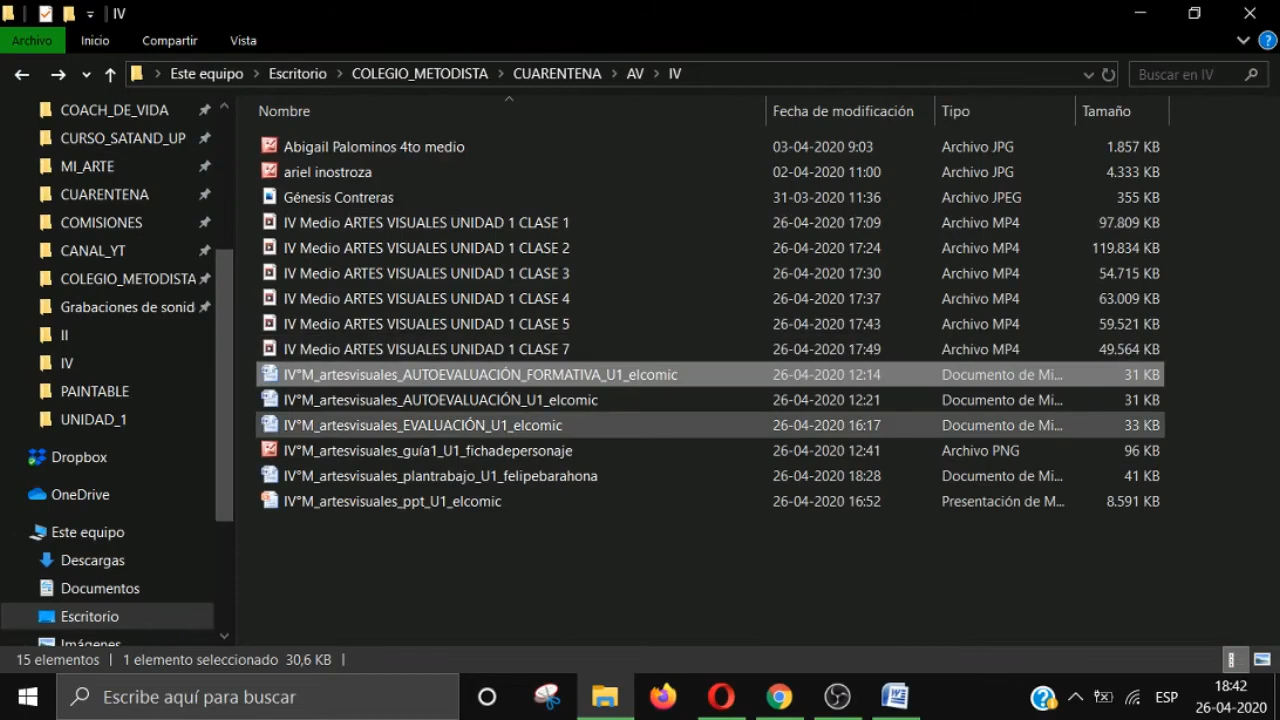 IV
Archivo Inicio Compartir Vista
Este equipo Escritorio COLEGIO_METODISTA CUARENTENA AV IV Buscar en IV
COACH_DE_VIDA
CURSO_SATAND_UP
MI_ARTE
CUARENTENA
COMISIONES
CANAL_YT
COLEGIO_METODISTA
Grabaciones de sonid
II
IV
PAINTABLE
UNIDAD_1
Dropbox
OneDrive
Este equipo
Descargas
Documentos
Escritorio
Imágenes
Nombre Fecha de modificación Tipo Tamaño
Abigail Palominos 4to medio 03-04-2020 9:03 Archivo JPG 1.857 KB
ariel inostroza 02-04-2020 11:00 Archivo JPG 4.333 KB
Génesis Contreras 31-03-2020 11:36 Archivo JPEG 355 KB
IV Medio ARTES VISUALES UNIDAD 1 CLASE 1 26-04-2020 17:09 Archivo MP4 97.809 KB
IV Medio ARTES VISUALES UNIDAD 1 CLASE 2 26-04-2020 17:24 Archivo MP4 119.834 KB
IV Medio ARTES VISUALES UNIDAD 1 CLASE 3 26-04-2020 17:30 Archivo MP4 54.715 KB
IV Medio ARTES VISUALES UNIDAD 1 CLASE 4 26-04-2020 17:37 Archivo MP4 63.009 KB
IV Medio ARTES VISUALES UNIDAD 1 CLASE 5 26-04-2020 17:43 Archivo MP4 59.521 KB
IV Medio ARTES VISUALES UNIDAD 1 CLASE 7 26-04-2020 17:49 Archivo MP4 49.564 KB
IV°M_artesvisuales_AUTOEVALUACIÓN_FORMATIVA_U1_elcomic 26-04-2020 12:14 Documento de Mi... 31 KB
IV°M_artesvisuales_AUTOEVALUACIÓN_U1_elcomic 26-04-2020 12:21 Documento de Mi... 31 KB
IV°M_artesvisuales_EVALUACIÓN_U1_elcomic 26-04-2020 16:17 Documento de Mi... 33 KB
IV°M_artesvisuales_guía1_U1_fichadepersonaje 26-04-2020 12:41 Archivo PNG 96 KB
IV°M_artesvisuales_plantrabajo_U1_felipebarahona 26-04-2020 18:28 Documento de Mi... 41 KB
IV°M_artesvisuales_ppt_U1_elcomic 26-04-2020 16:52 Presentación de M... 8.591 KB
15 elementos 1 elemento seleccionado 30,6 KB
Escribe aquí para buscar
ESP
18:42
26-04-2020